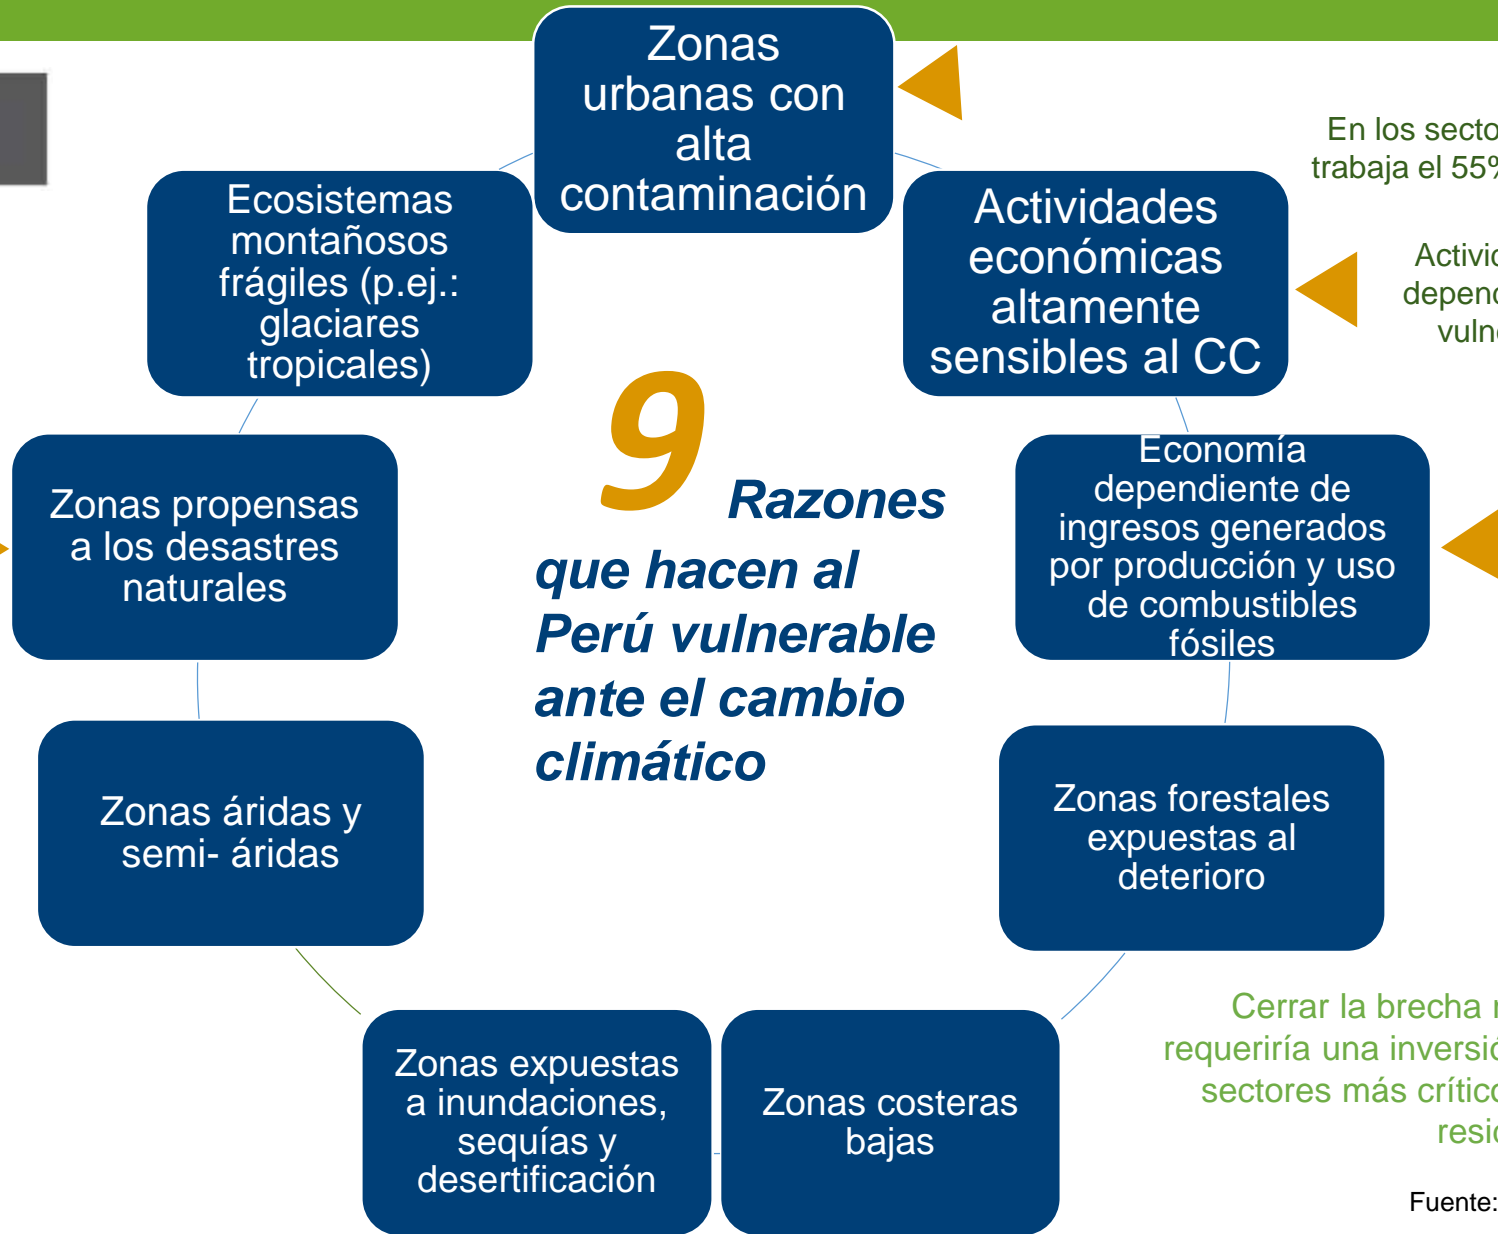 Zonas
urbanas con
alta
contaminación
Ecosistemas
montañosos
frágiles (p.ej.:
glaciares
tropicales)
Actividades
económicas
altamente
sensibles al CC
En los secto
trabaja el 55%
Activid
depend
vulne
9 Razones
que hacen al
Perú vulnerable
ante el cambio
climático
Economía
dependiente de
ingresos generados
por producción y uso
de combustibles
fósiles
Zonas propensas
a los desastres
naturales
Zonas áridas y
semi- áridas
Zonas forestales
expuestas al
deterioro
Zonas expuestas
a inundaciones,
sequías y
desertificación
Zonas costeras
bajas
Cerrar la brecha
requeriría una inversió
sectores más crítico
resid
Fuente: